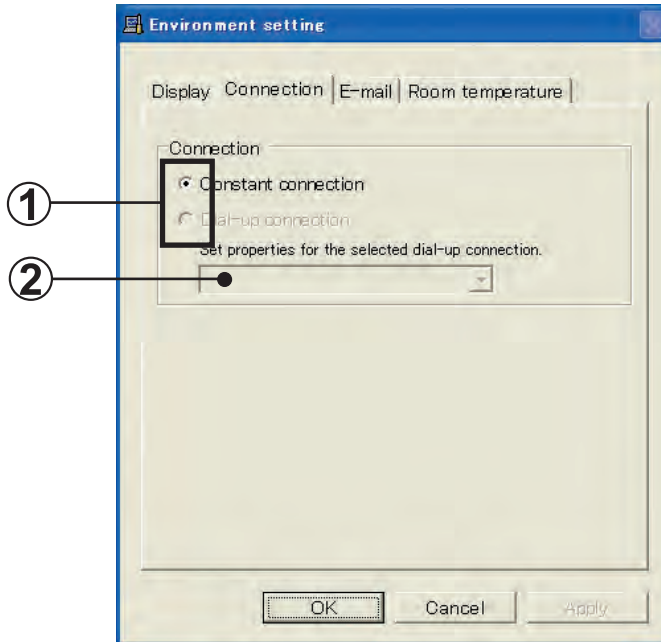 Environment setting
Display Connection E-mail Room temperature
Connection
① Constant connection
Dial-up connection
Set properties for the selected dial-up connection.
②
OK Cancel Apply